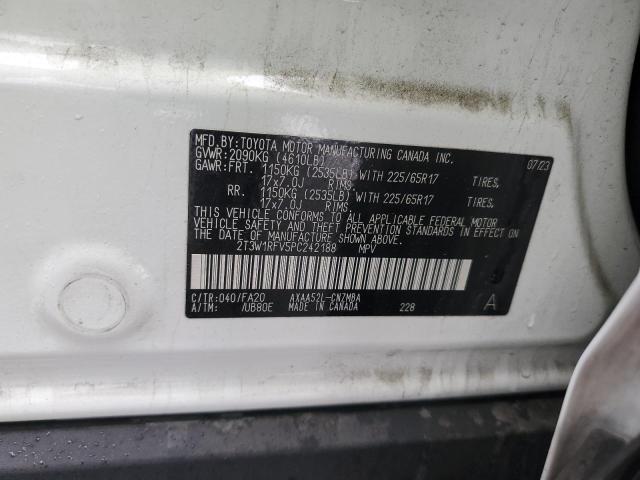 MFD.BY:TOYOTA MOTOR MANUFACTURING CANADA INC. 07/23
GVWR:2090KG (4610LB)
GAWR:FRT. 1150KG (2535LB) WITH 225/65R17 TIRES,
17x7.0J RIMS,
RR. 1150KG (2535LB) WITH 225/65R17 TIRES,
17x7.0J RIMS,
THIS VEHICLE CONFORMS TO ALL APPLICABLE FEDERAL MOTOR
VEHICLE SAFETY AND THEFT PREVENTION STANDARDS IN EFFECT ON
THE DATE OF MANUFACTURE SHOWN ABOVE.
2T3W1RFV5PC242188 MPV
C/TR:040/FA20 AXAA52L-CNZMBA
A/TM: /UB80E MADE IN CANADA 228 A